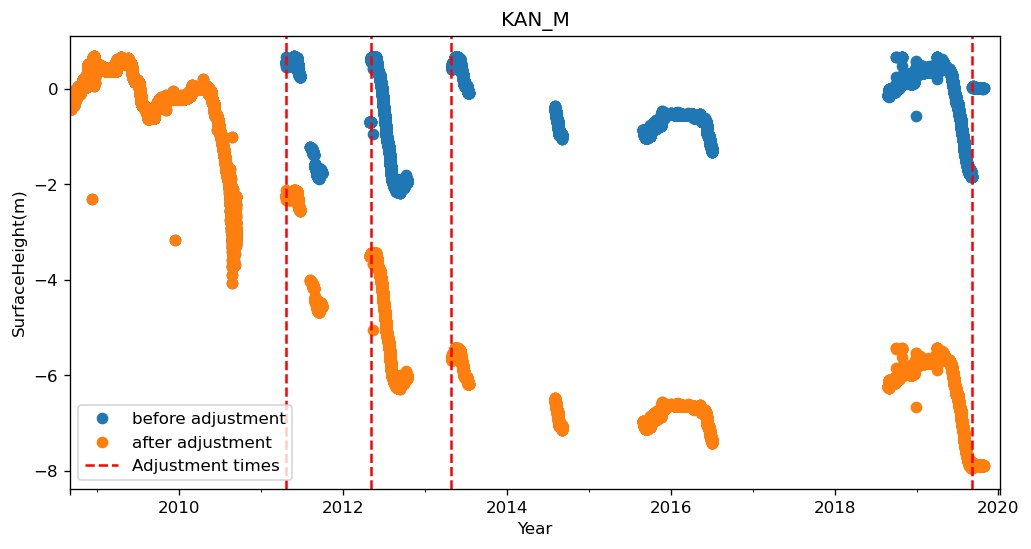 KAN_M
SurfaceHeight(m)
0
−2
−4
−6
−8
before adjustment
after adjustment
Adjustment times
2010
2012
2014
2016
2018
2020
Year